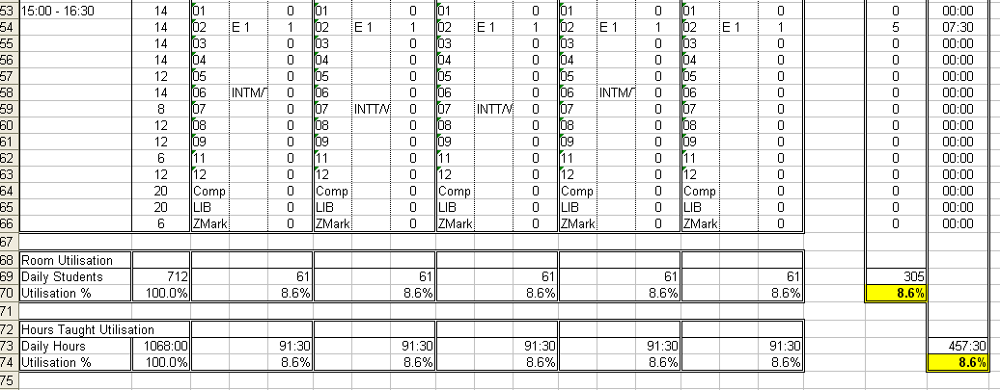 53 15:00 - 16:30 14 01 0 01 0 01 0 01 0 01 0 0 00:00
54 14 02 E 1 1 02 E 1 1 02 E 1 1 02 E 1 1 02 E 1 1 5 07:30
55 14 03 0 03 0 03 0 03 0 03 0 0 00:00
56 14 04 0 04 0 04 0 04 0 04 0 0 00:00
57 12 05 0 05 0 05 0 05 0 05 0 0 00:00
58 14 06 INTM/ 0 06 0 06 0 06 INTM/ 0 06 0 0 00:00
59 8 07 0 07 INTT/ 0 07 INTT/ 0 07 0 07 0 0 00:00
60 12 08 0 08 0 08 0 08 0 08 0 0 00:00
61 12 09 0 09 0 09 0 09 0 09 0 0 00:00
62 6 11 0 11 0 11 0 11 0 11 0 0 00:00
63 12 12 0 12 0 12 0 12 0 12 0 0 00:00
64 20 Comp 0 Comp 0 Comp 0 Comp 0 Comp 0 0 00:00
65 20 LIB 0 LIB 0 LIB 0 LIB 0 LIB 0 0 00:00
66 6 ZMark 0 ZMark 0 ZMark 0 ZMark 0 ZMark 0 0 00:00
67
68 Room Utilisation
69 Daily Students 712 61 61 61 61 61 305
70 Utilisation % 100.0% 8.6% 8.6% 8.6% 8.6% 8.6% 8.6%
71
72 Hours Taught Utilisation
73 Daily Hours 1068:00 91:30 91:30 91:30 91:30 91:30 457:30
74 Utilisation % 100.0% 8.6% 8.6% 8.6% 8.6% 8.6% 8.6%
75